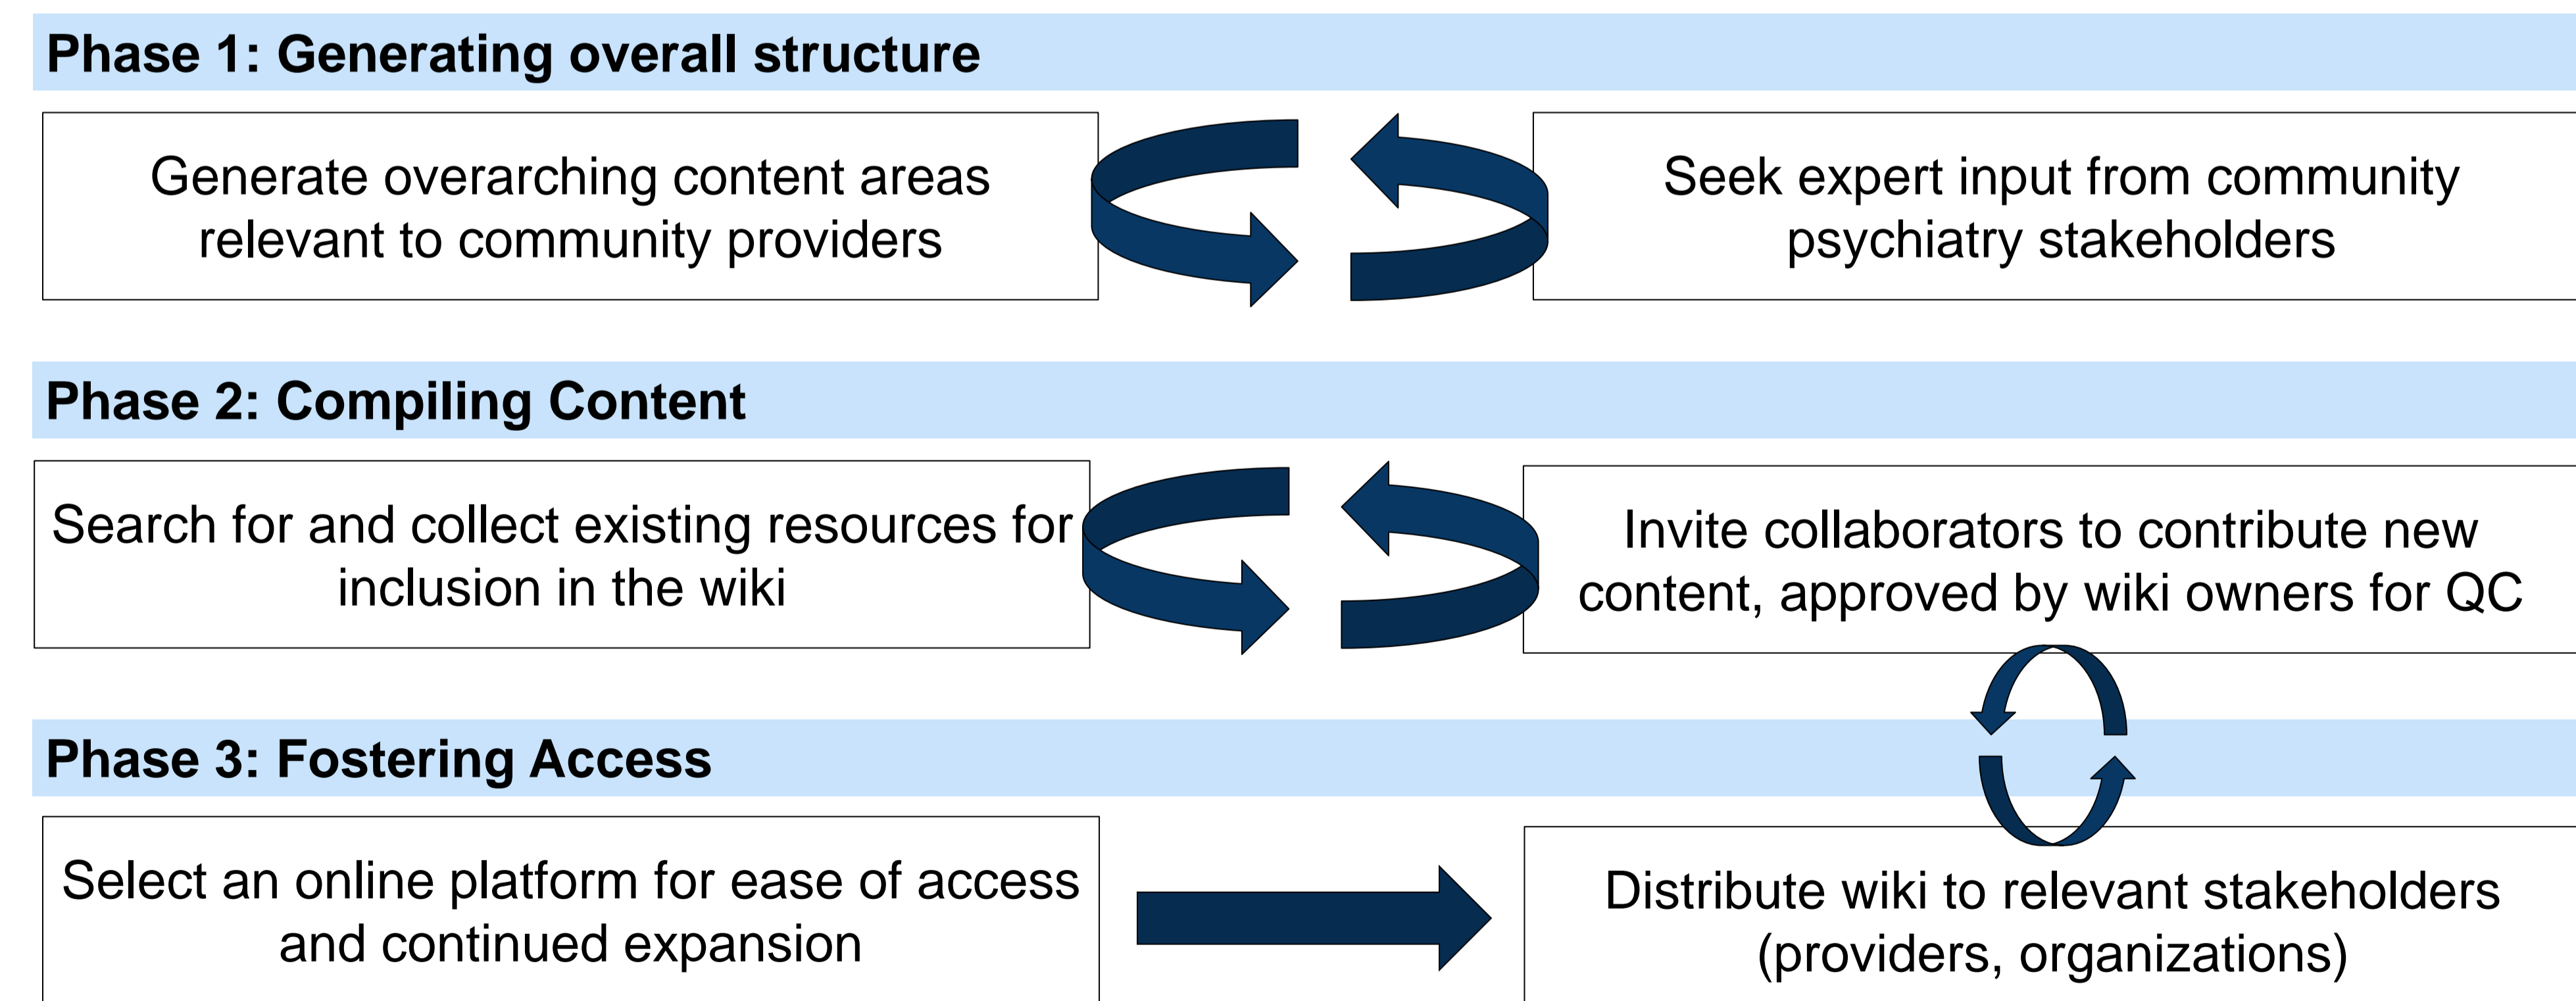 Phase 1: Generating overall structure
Generate overarching content areas
relevant to community providers
Seek expert input from community
psychiatry stakeholders
Phase 2: Compiling Content
Search for and collect existing resources for
inclusion in the wiki
Invite collaborators to contribute new
content, approved by wiki owners for QC
Phase 3: Fostering Access
Select an online platform for ease of access
and continued expansion
Distribute wiki to relevant stakeholders
(providers, organizations)